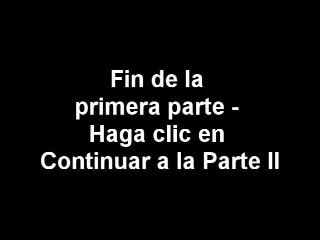 Fin de la
primera parte -
Haga clic en
Continuar a la Parte II